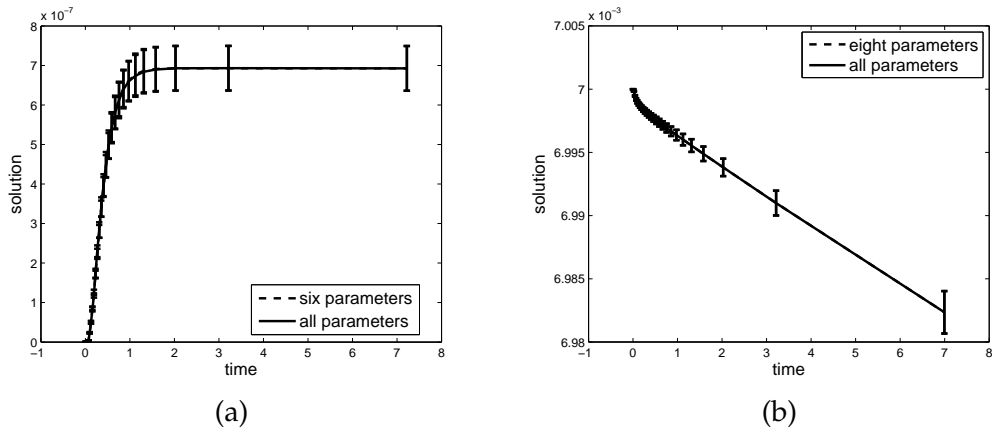 x 10⁻⁷
8
7
6
5
4
3
2
1
0
solution
-1 0 1 2 3 4 5 6 7 8
time
six parameters
all parameters
(a)
x 10⁻³
7.005
7
6.995
6.99
6.985
6.98
solution
-1 0 1 2 3 4 5 6 7 8
time
eight parameters
all parameters
(b)